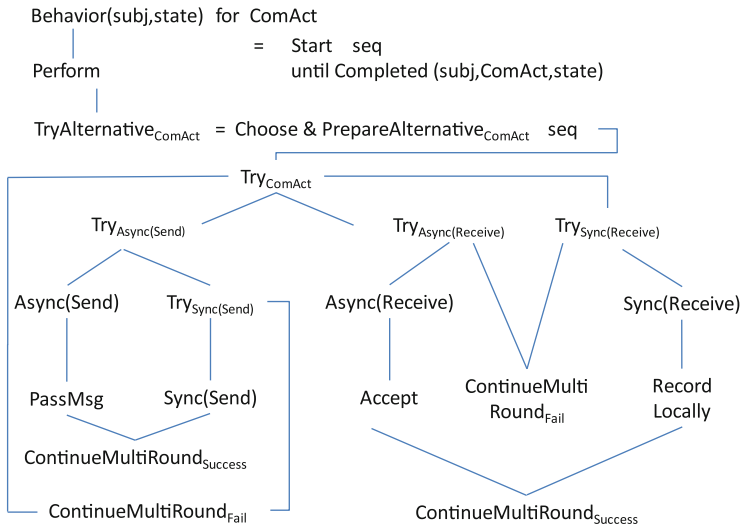 Behavior(subj,state) for ComAct
= Start seq
Perform until Completed (subj,ComAct,state)
TryAlternativeComAct = Choose & PrepareAlternativeComAct seq
TryComAct
TryAsync(Send) TryAsync(Receive) TrySync(Receive)
Async(Send) TrySync(Send) Async(Receive) Sync(Receive)
PassMsg Sync(Send) Accept ContinueMulti RoundFail Record Locally
ContinueMultiRoundSuccess
ContinueMultiRoundFail ContinueMultiRoundSuccess